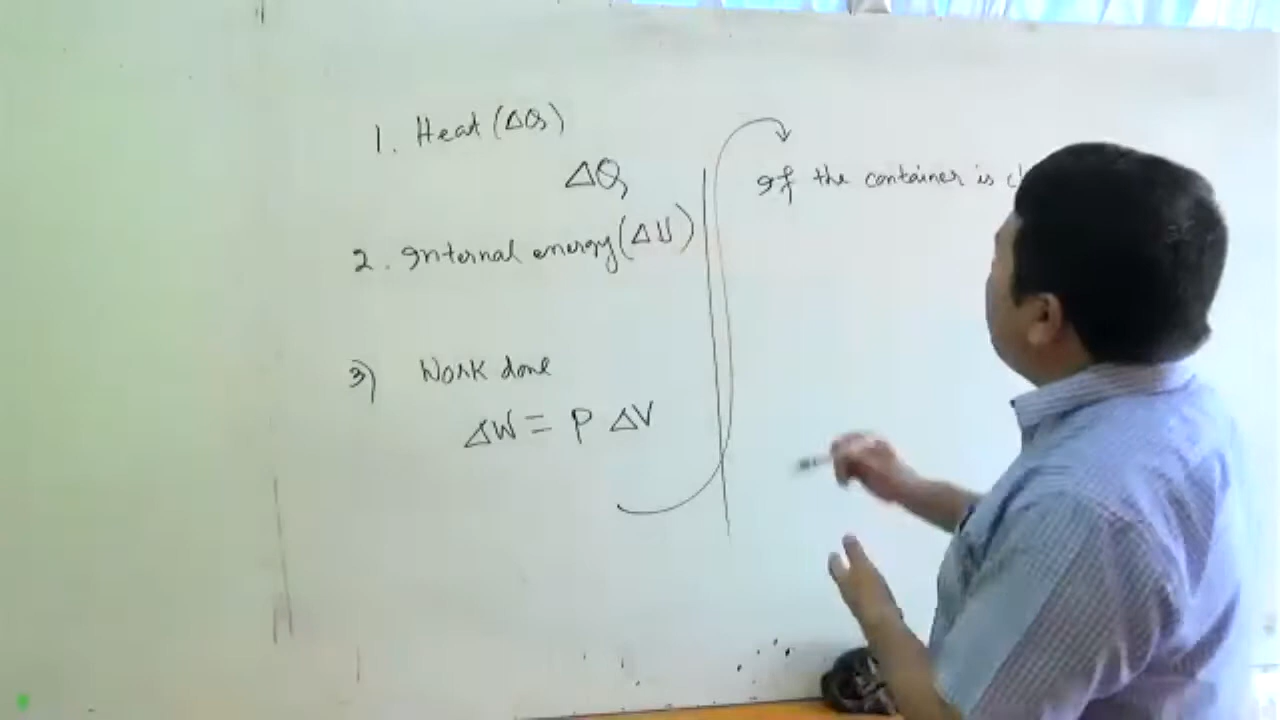 1. Heat (ΔQ)
ΔQ
2. Internal energy (ΔU)
3) Work done
ΔW = P ΔV
If the container is